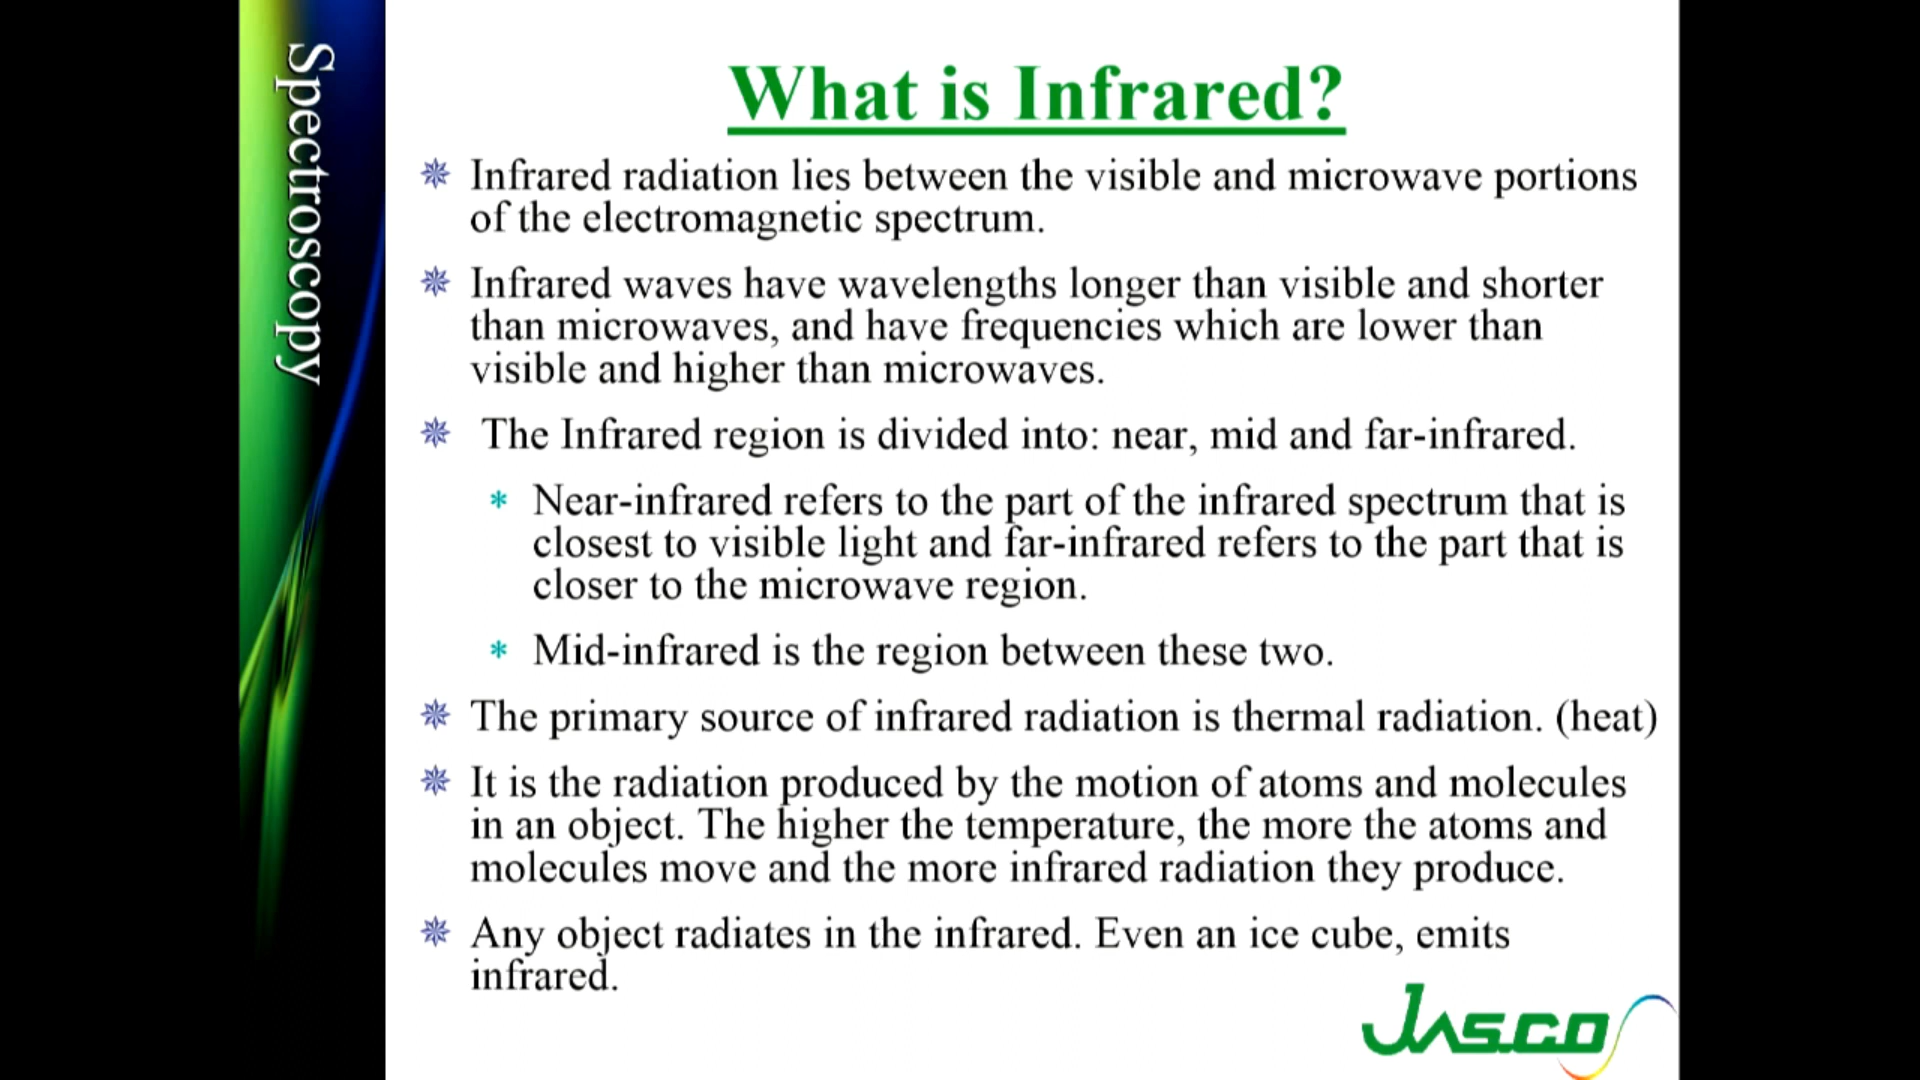 Spectroscopy
What is Infrared?
Infrared radiation lies between the visible and microwave portions
of the electromagnetic spectrum.
Infrared waves have wavelengths longer than visible and shorter
than microwaves, and have frequencies which are lower than
visible and higher than microwaves.
The Infrared region is divided into: near, mid and far-infrared.
* Near-infrared refers to the part of the infrared spectrum that is
closest to visible light and far-infrared refers to the part that is
closer to the microwave region.
* Mid-infrared is the region between these two.
The primary source of infrared radiation is thermal radiation. (heat)
It is the radiation produced by the motion of atoms and molecules
in an object. The higher the temperature, the more the atoms and
molecules move and the more infrared radiation they produce.
Any object radiates in the infrared. Even an ice cube, emits
infrared.
Jasco